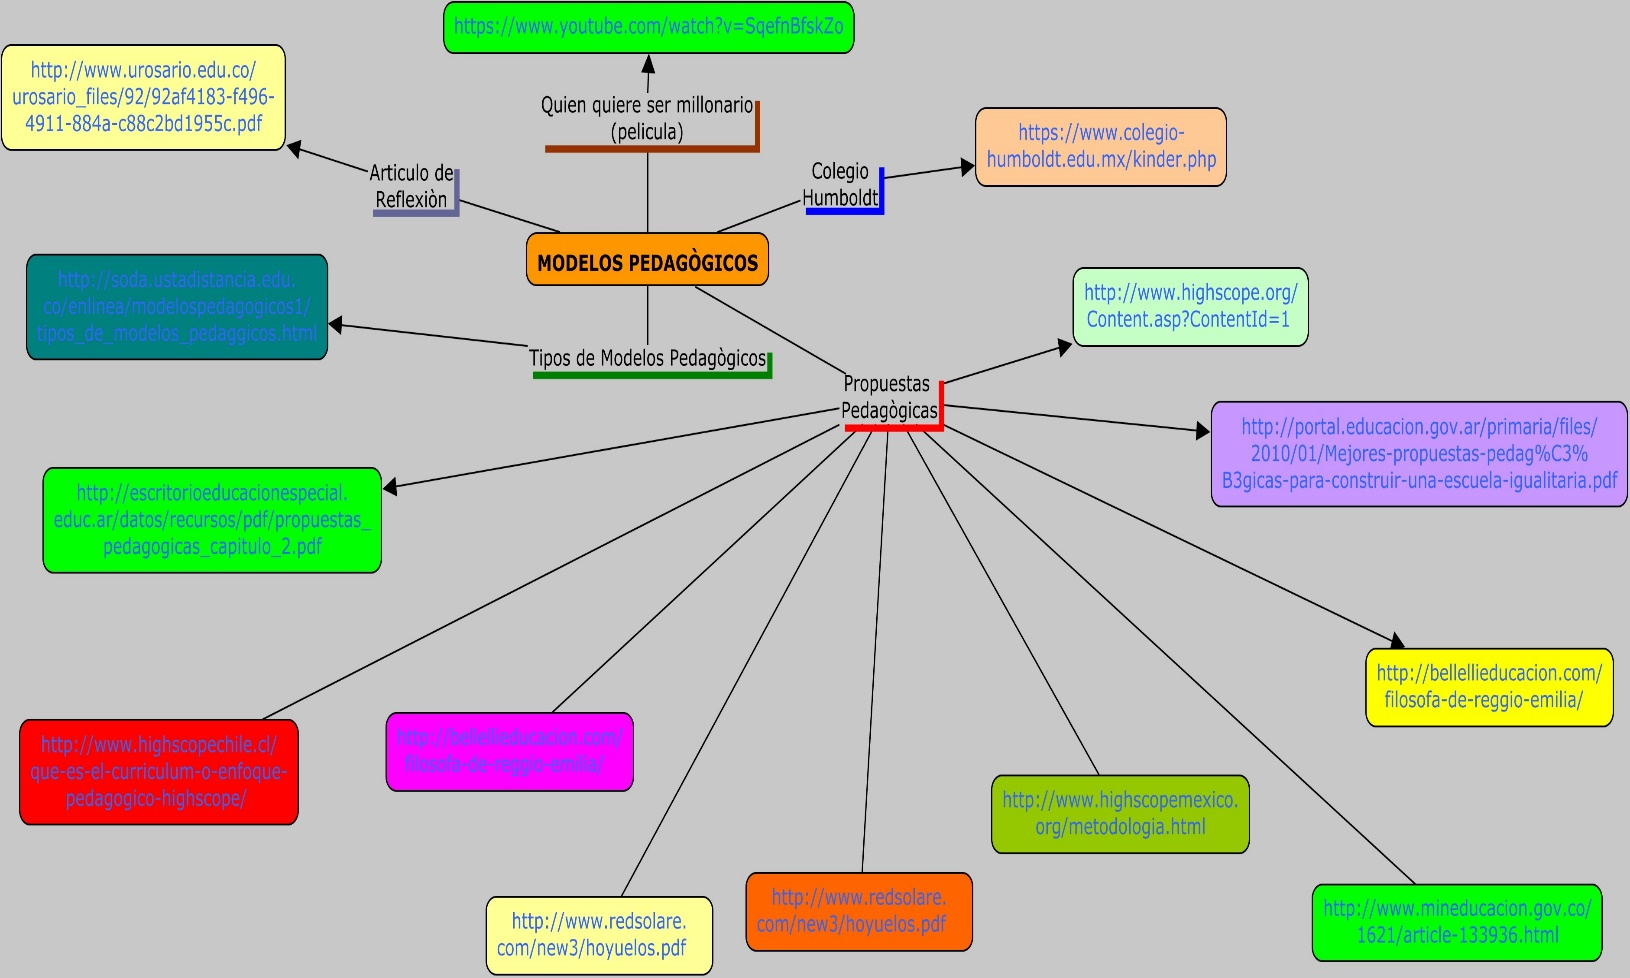 https://www.youtube.com/watch?v=SqefnBfskZo
http://www.urosario.edu.co/
urosario_files/92/92af4183-f496-
4911-884a-c88c2bd1955c.pdf
Quien quiere ser millonario
(pelicula)
https://www.colegio-
humboldt.edu.mx/kinder.php
Articulo de
Reflexiòn
Colegio
Humboldt
MODELOS PEDAGÒGICOS
http://soda.ustadistancia.edu.
co/enlinea/modelospedagogicos1/
tipos_de_modelos_pedaggicos.html
http://www.highscope.org/
Content.asp?ContentId=1
Tipos de Modelos Pedagògicos
Propuestas
Pedagògicas
http://portal.educacion.gov.ar/primaria/files/
2010/01/Mejores-propuestas-pedag%C3%
B3gicas-para-construir-una-escuela-igualitaria.pdf
http://escritorioeducacionespecial.
educ.ar/datos/recursos/pdf/propuestas_
pedagogicas_capitulo_2.pdf
http://bellellieducacion.com/
filosofa-de-reggio-emilia/
http://www.highscopechile.cl/
que-es-el-curriculum-o-enfoque-
pedagogico-highscope/
http://bellellieducacion.com/
filosofa-de-reggio-emilia/
http://www.highscopemexico.
org/metodologia.html
http://www.redsolare.
com/new3/hoyuelos.pdf
http://www.redsolare.
com/new3/hoyuelos.pdf
http://www.mineducacion.gov.co/
1621/article-133936.html